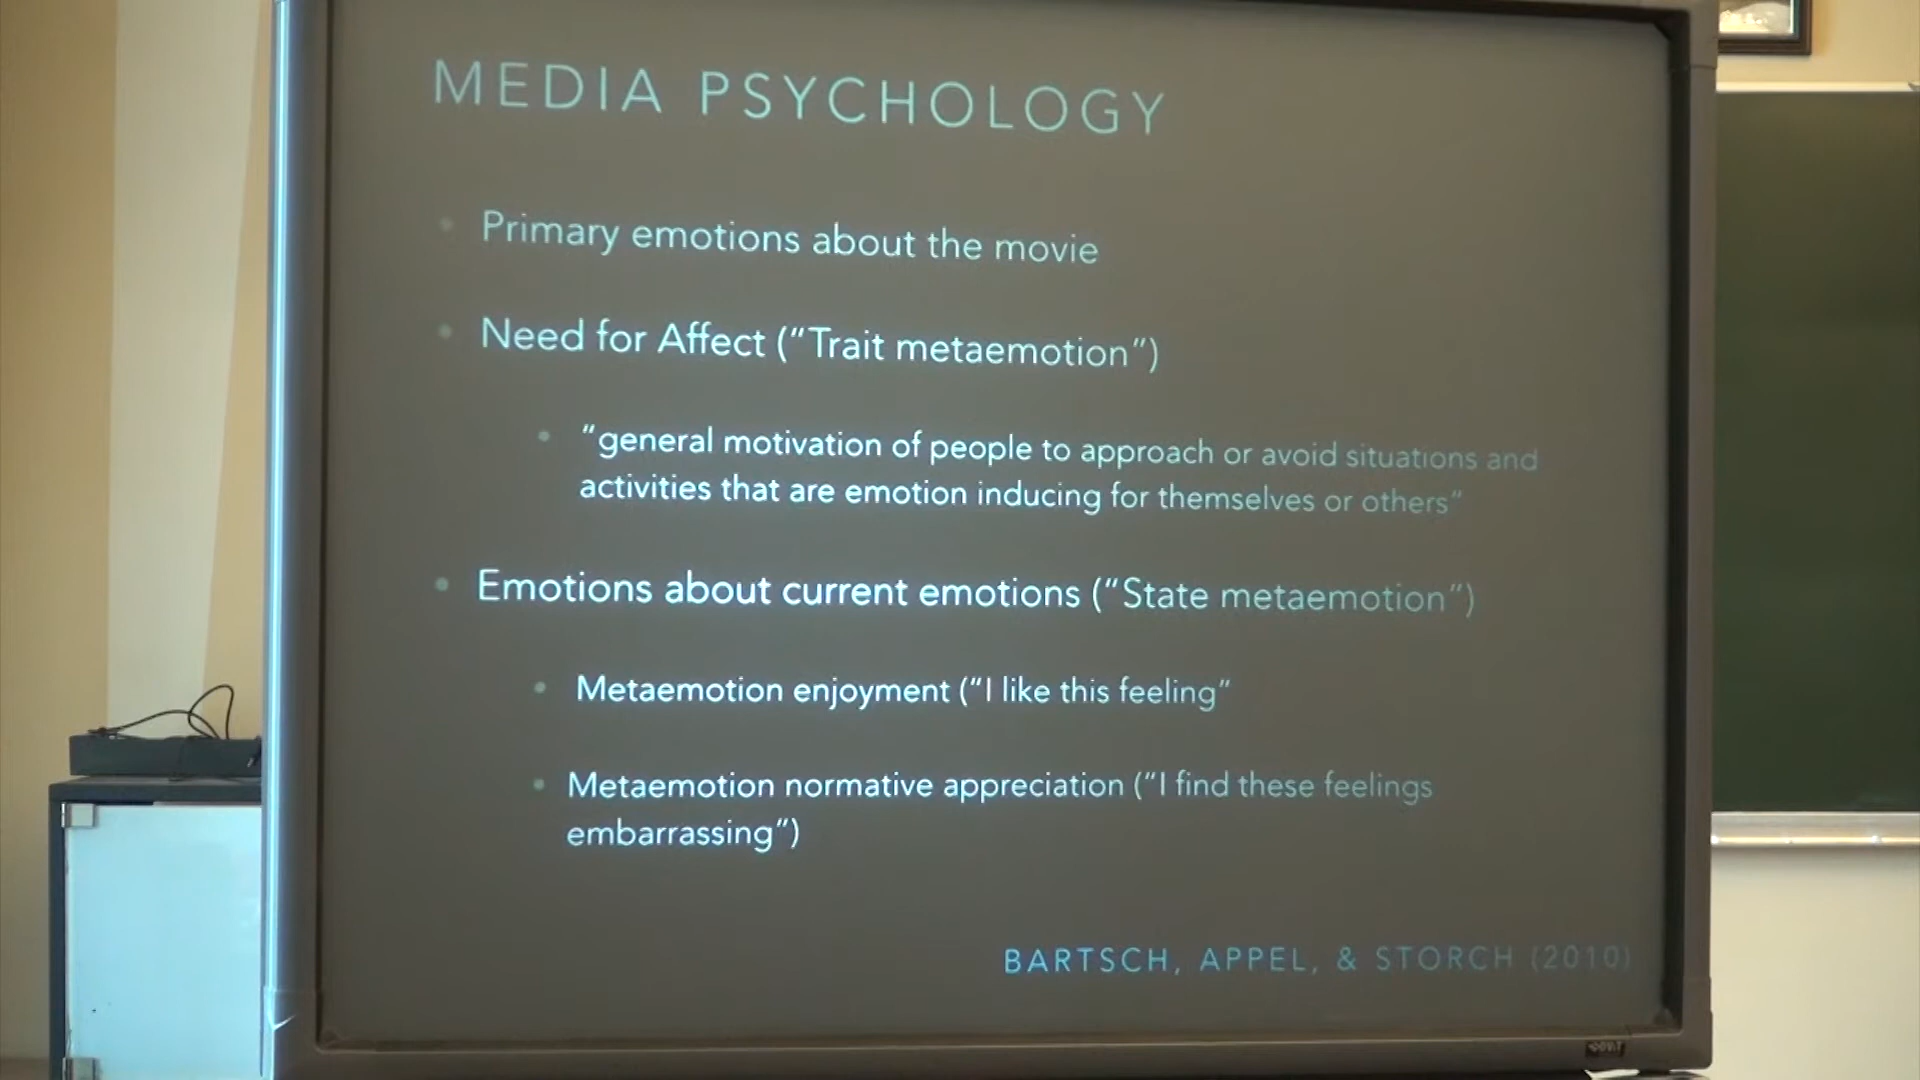 MEDIA PSYCHOLOGY
Primary emotions about the movie
Need for Affect ("Trait metaemotion")
"general motivation of people to approach or avoid situations and
activities that are emotion inducing for themselves or others"
Emotions about current emotions ("State metaemotion")
Metaemotion enjoyment ("I like this feeling"
Metaemotion normative appreciation ("I find these feelings
embarrassing")
BARTSCH, APPEL, & STORCH (2010)